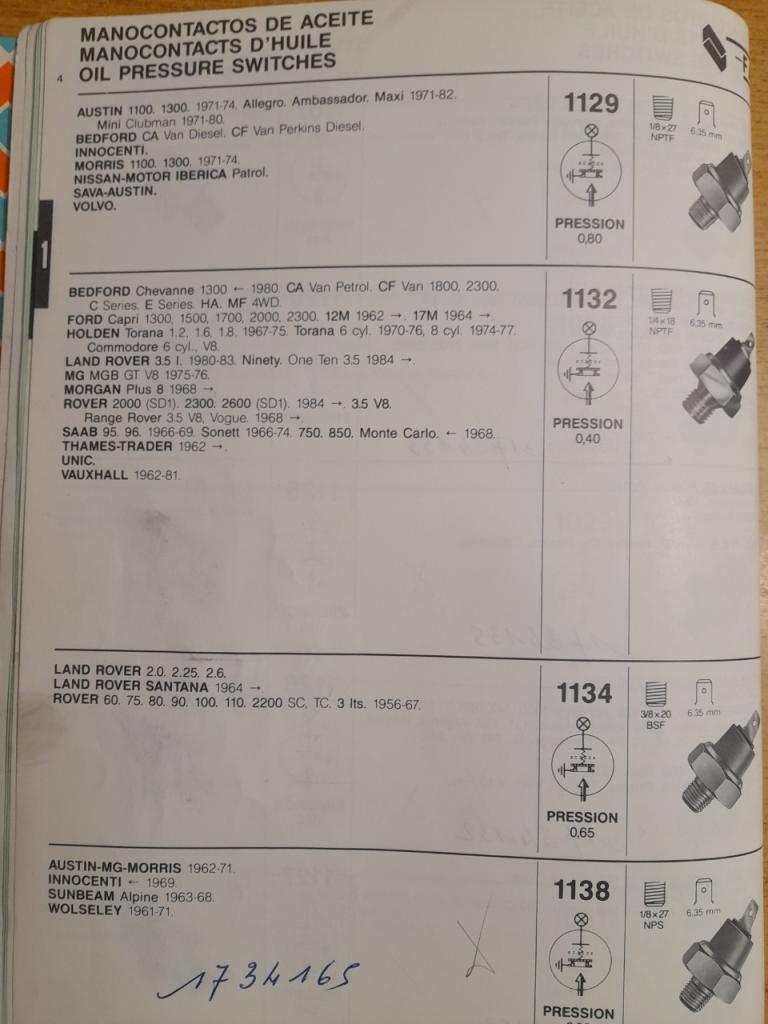 MANOCONTACTOS DE ACEITE
MANOCONTACTS D'HUILE
OIL PRESSURE SWITCHES
4
1
AUSTIN 1100. 1300. 1971-74. Allegro. Ambassador. Maxi 1971-82.
Mini Clubman 1971-80.
BEDFORD CA Van Diesel. CF Van Perkins Diesel.
INNOCENTI.
MORRIS 1100. 1300. 1971-74.
NISSAN-MOTOR IBERICA Patrol.
SAVA-AUSTIN.
VOLVO.
1129
PRESSION
0,80
1/8x27
NPTF
6,35 mm
BEDFORD Chevanne 1300 ← 1980. CA Van Petrol. CF Van 1800, 2300.
C Series. E Series. HA. MF 4WD.
FORD Capri 1300, 1500, 1700, 2000, 2300. 12M 1962 →. 17M 1964 →.
HOLDEN Torana 1.2, 1.6, 1.8. 1967-75. Torana 6 cyl. 1970-76, 8 cyl. 1974-77.
Commodore 6 cyl., V8.
LAND ROVER 3.5 l. 1980-83. Ninety. One Ten 3.5 1984 →.
MG MGB GT V8 1975-76.
MORGAN Plus 8 1968 →.
ROVER 2000 (SD1). 2300. 2600 (SD1). 1984 →. 3.5 V8.
Range Rover 3.5 V8, Vogue. 1968 →.
SAAB 95. 96. 1966-69. Sonett 1966-74. 750. 850. Monte Carlo. ← 1968.
THAMES-TRADER 1962 →.
UNIC.
VAUXHALL 1962-81.
1132
PRESSION
0,40
1/4x18
NPTF
6,35 mm
LAND ROVER 2.0. 2.25. 2.6.
LAND ROVER SANTANA 1964 →.
ROVER 60. 75. 80. 90. 100. 110. 2200 SC, TC. 3 lts. 1956-67.
1134
PRESSION
0,65
3/8x20
BSF
6,35 mm
AUSTIN-MG-MORRIS 1962-71.
INNOCENTI ← 1969.
SUNBEAM Alpine 1963-68.
WOLSELEY 1961-71.
1734165
1138
PRESSION
1/8x27
NPS
6,35 mm